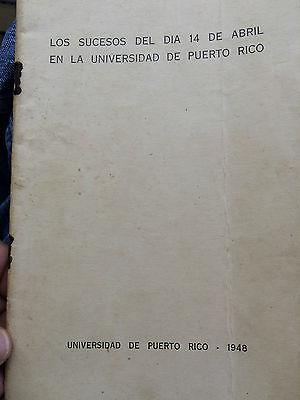 LOS SUCESOS DEL DIA 14 DE ABRIL
EN LA UNIVERSIDAD DE PUERTO RICO
UNIVERSIDAD DE PUERTO RICO - 1948